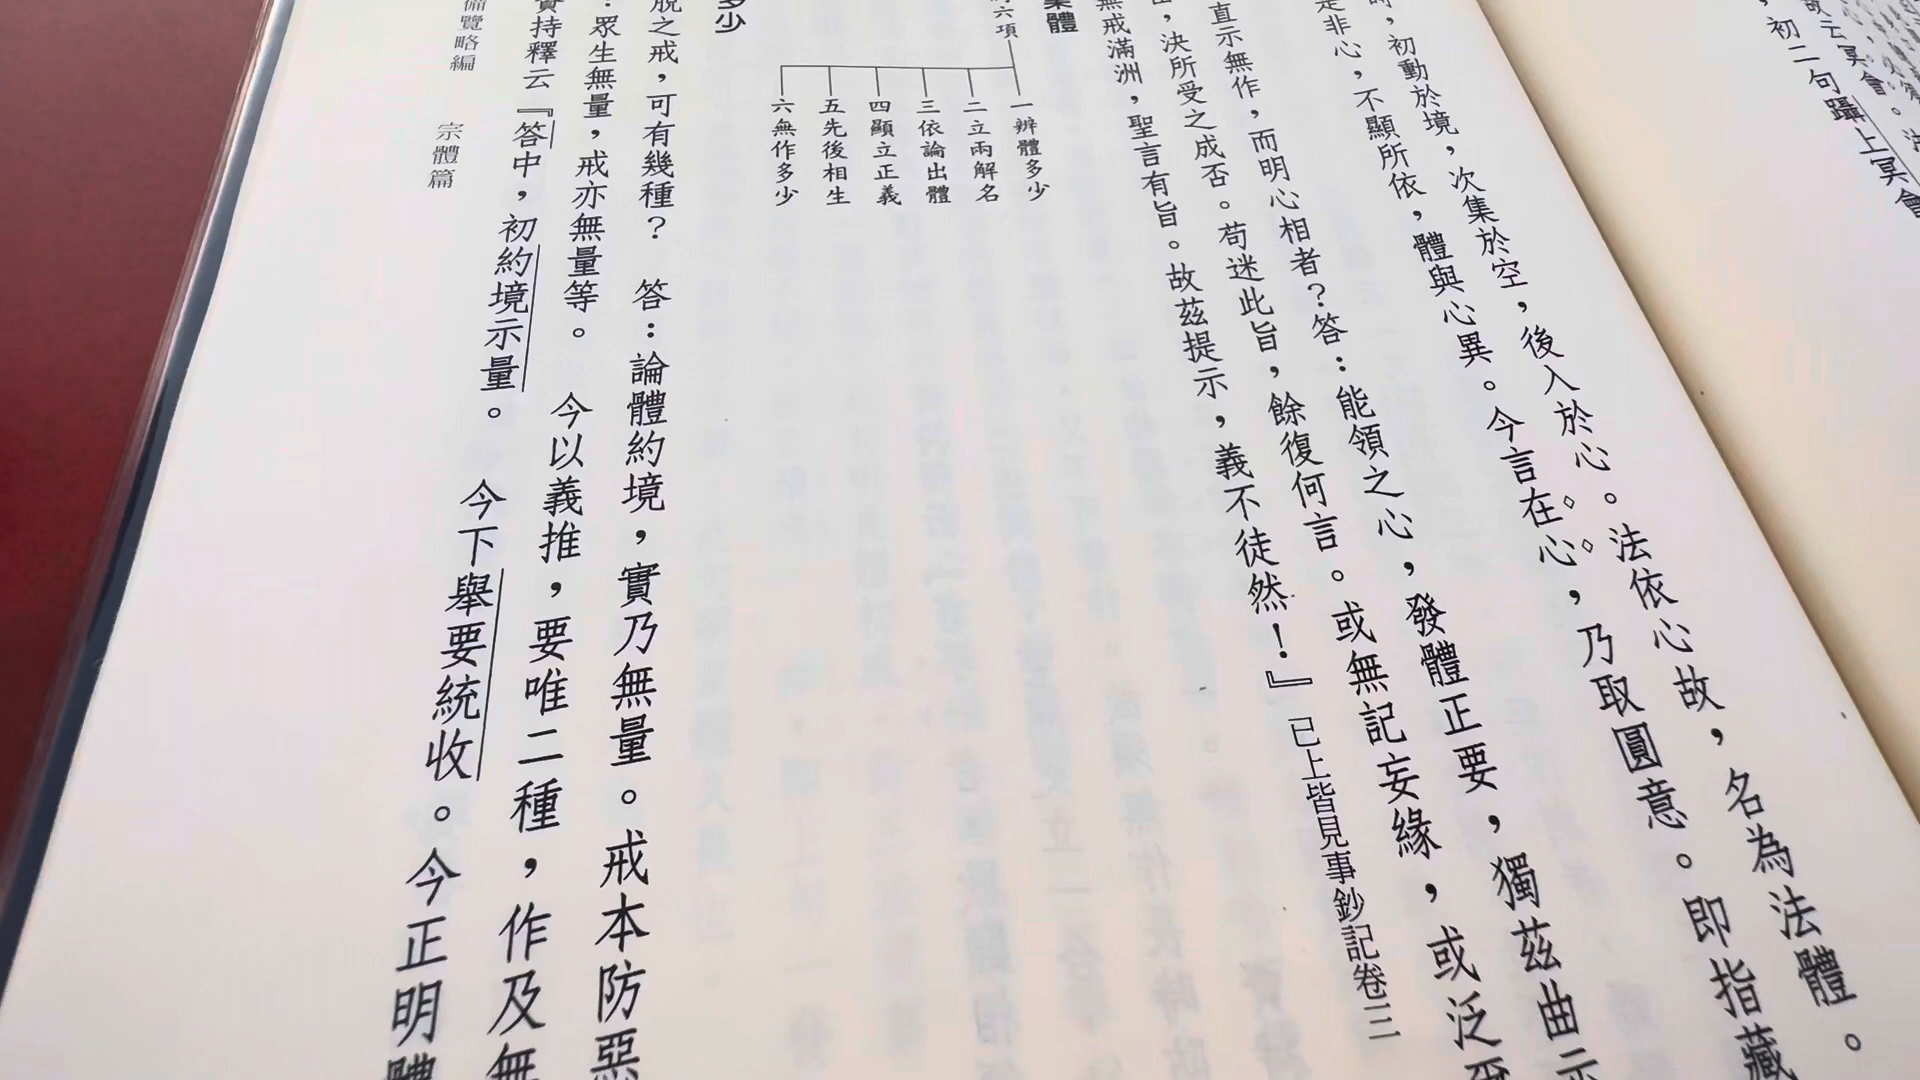 故云冥會。
初二句躡上冥會
時，初動於境，次集於空，後入於心。法依心故，名為法體。
是非心，不顯所依，體與心異。今言在心，乃取圓意。即指藏
直示無作，而明心相者？答：能領之心，發體正要，獨茲曲示
，決所受之成否。苟迷此旨，餘復何言。或無記妄緣，或泛爾
無戒滿洲，聖言有旨。故茲提示，義不徒然！』已上皆見事鈔記卷三
體
六項
一辨體多少
二立兩解名
三依論出體
四顯立正義
五先後相生
六無作多少
多少
脫之戒，可有幾種？　答：論體約境，實乃無量。戒本防惡
：眾生無量，戒亦無量等。　今以義推，要唯二種，作及無
資持釋云『答中，初約境示量。　今下舉要統收。今正明體
備覽略編　宗體篇